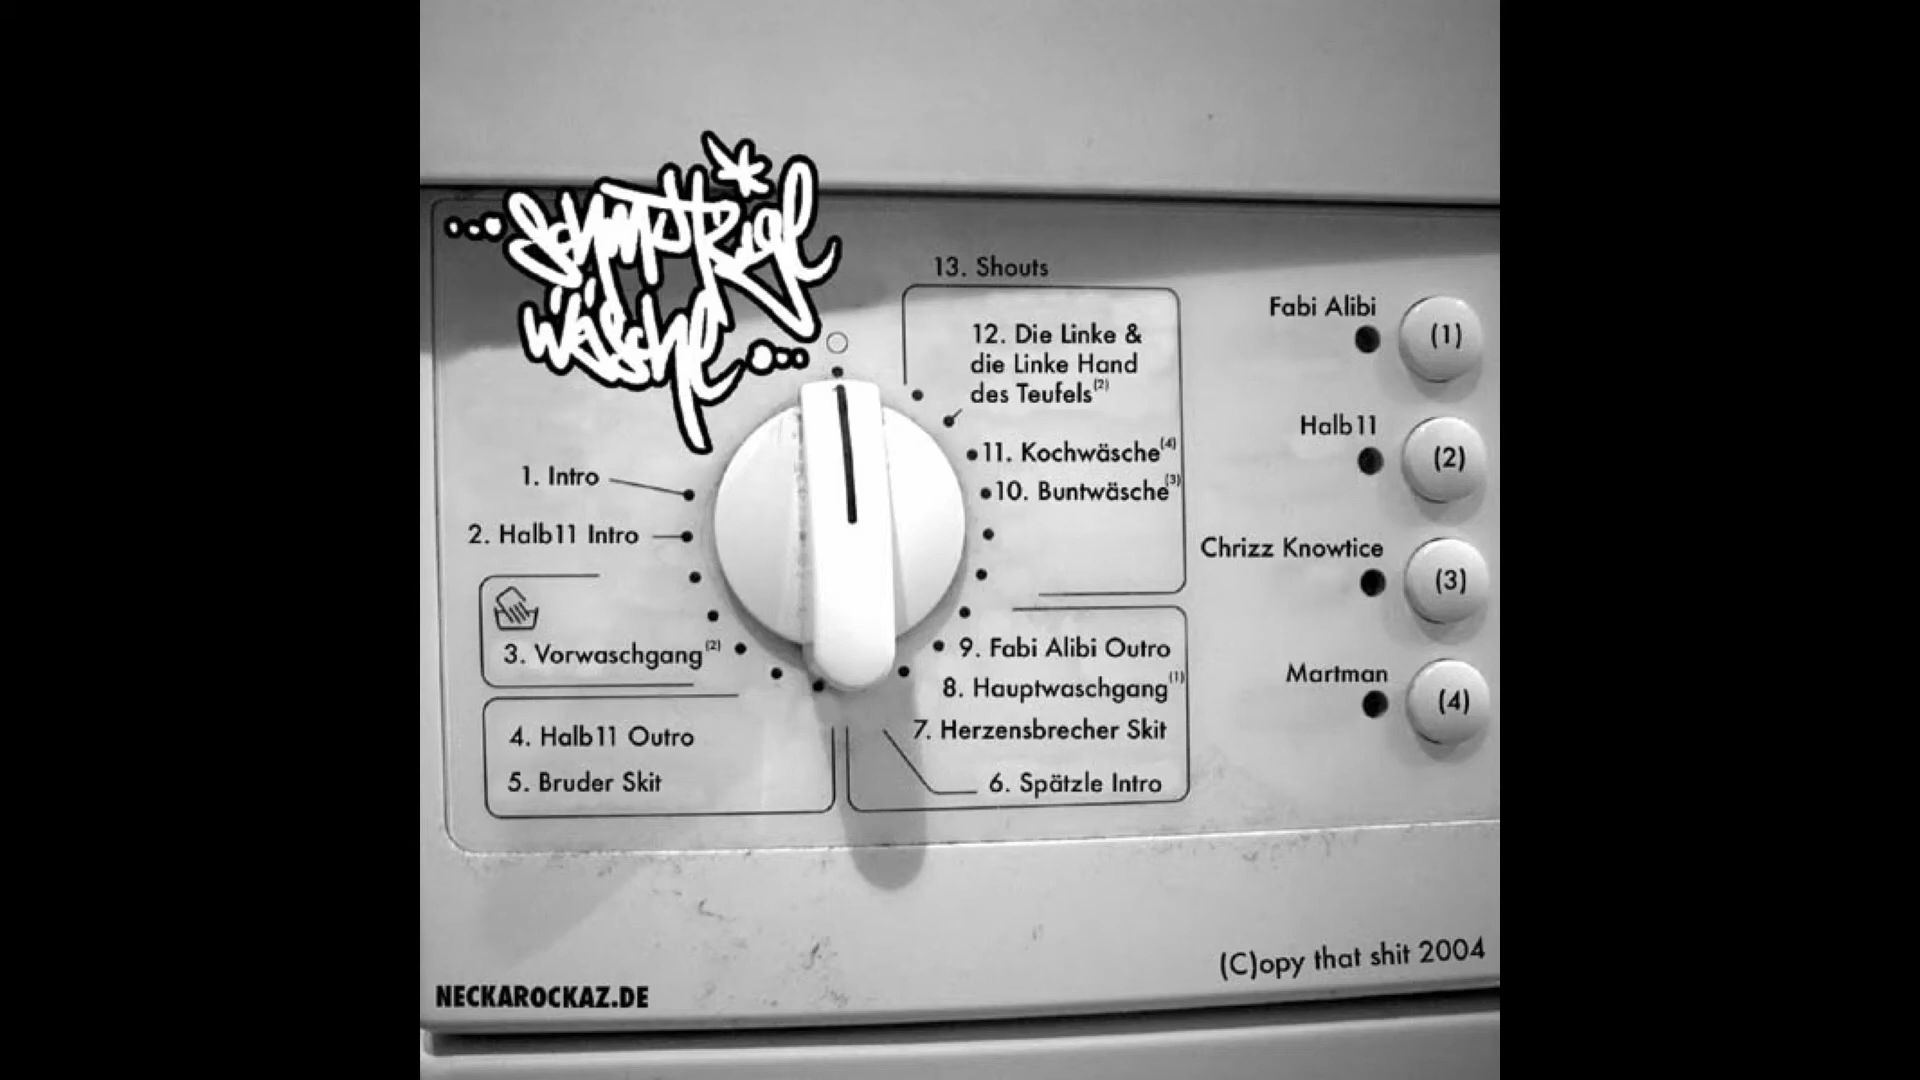 ...Schmutzige
Wäsche...
13. Shouts
12. Die Linke &
die Linke Hand
des Teufels(2)
11. Kochwäsche(4)
10. Buntwäsche(3)
1. Intro
2. Halb11 Intro
3. Vorwaschgang(2)
4. Halb11 Outro
5. Bruder Skit
9. Fabi Alibi Outro
8. Hauptwaschgang(1)
7. Herzensbrecher Skit
6. Spätzle Intro
Fabi Alibi
(1)
Halb11
(2)
Chrizz Knowtice
(3)
Martman
(4)
(C)opy that shit 2004
NECKAROCKAZ.DE